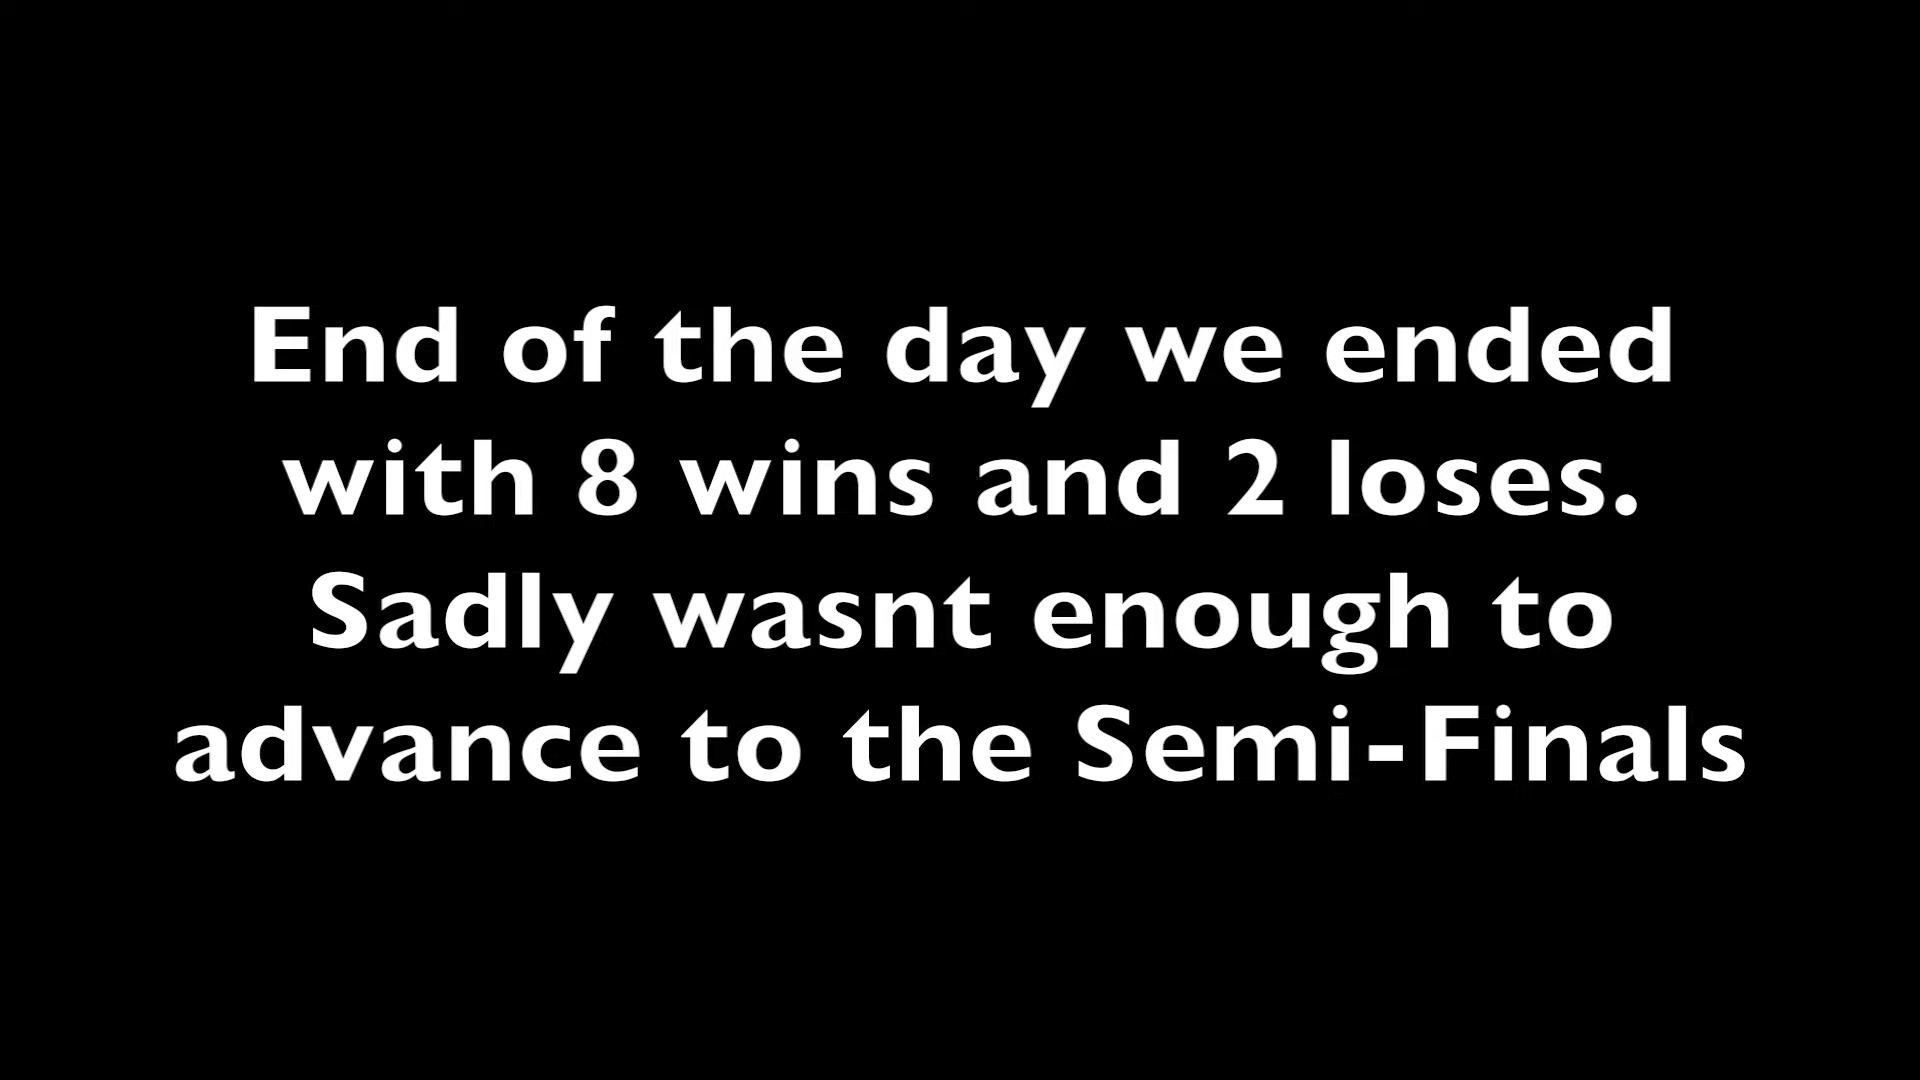 End of the day we ended
with 8 wins and 2 loses.
Sadly wasnt enough to
advance to the Semi-Finals